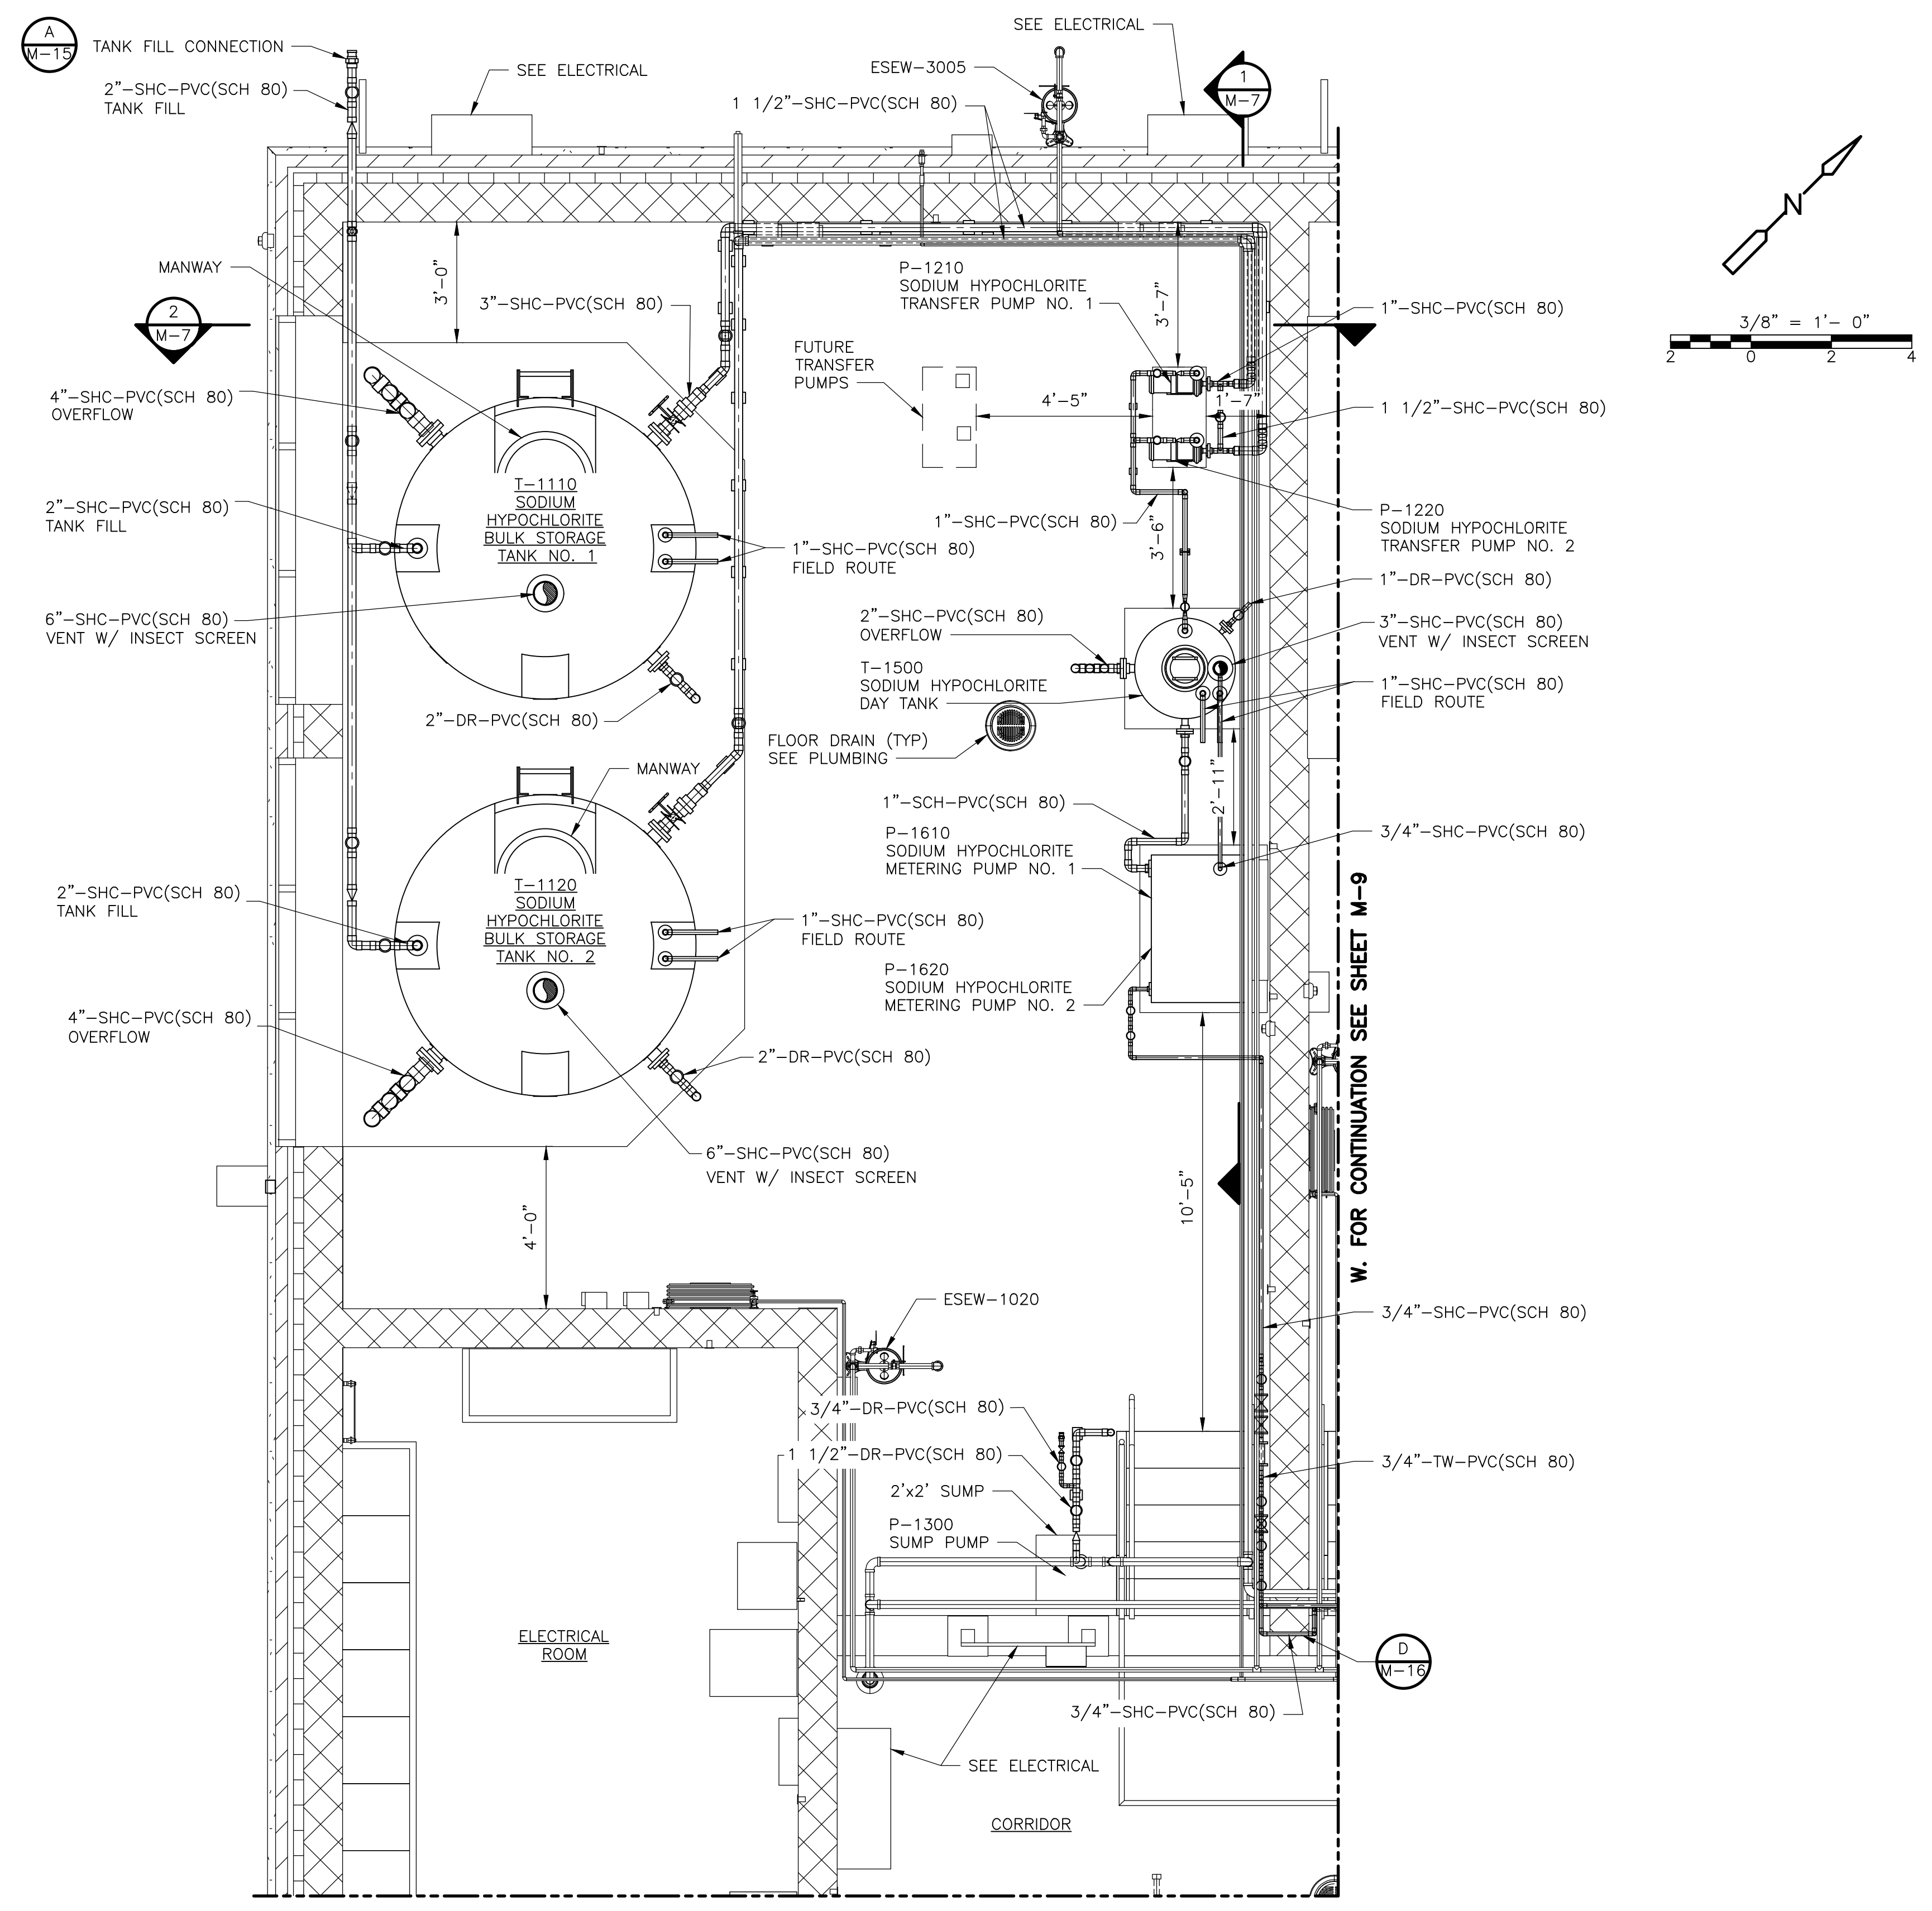 A
M-15
TANK FILL CONNECTION
2"-SHC-PVC(SCH 80)
TANK FILL
SEE ELECTRICAL
SEE ELECTRICAL
ESEW-3005
1 1/2"-SHC-PVC(SCH 80)
1
M-7
N
3/8" = 1'- 0"
2 0 2 4
MANWAY
3'-0"
3"-SHC-PVC(SCH 80)
P-1210
SODIUM HYPOCHLORITE
TRANSFER PUMP NO. 1
3'-7"
1"-SHC-PVC(SCH 80)
2
M-7
FUTURE
TRANSFER
PUMPS
4'-5"
1'-7"
4"-SHC-PVC(SCH 80)
OVERFLOW
1 1/2"-SHC-PVC(SCH 80)
T-1110
SODIUM
HYPOCHLORITE
BULK STORAGE
TANK NO. 1
2"-SHC-PVC(SCH 80)
TANK FILL
1"-SHC-PVC(SCH 80)
3'-6"
P-1220
SODIUM HYPOCHLORITE
TRANSFER PUMP NO. 2
1"-SHC-PVC(SCH 80)
FIELD ROUTE
1"-DR-PVC(SCH 80)
6"-SHC-PVC(SCH 80)
VENT W/ INSECT SCREEN
2"-SHC-PVC(SCH 80)
OVERFLOW
3"-SHC-PVC(SCH 80)
VENT W/ INSECT SCREEN
T-1500
SODIUM HYPOCHLORITE
DAY TANK
1"-SHC-PVC(SCH 80)
FIELD ROUTE
2"-DR-PVC(SCH 80)
FLOOR DRAIN (TYP)
SEE PLUMBING
MANWAY
2'-11"
1"-SCH-PVC(SCH 80)
P-1610
SODIUM HYPOCHLORITE
METERING PUMP NO. 1
3/4"-SHC-PVC(SCH 80)
T-1120
SODIUM
HYPOCHLORITE
BULK STORAGE
TANK NO. 2
2"-SHC-PVC(SCH 80)
TANK FILL
1"-SHC-PVC(SCH 80)
FIELD ROUTE
P-1620
SODIUM HYPOCHLORITE
METERING PUMP NO. 2
4"-SHC-PVC(SCH 80)
OVERFLOW
2"-DR-PVC(SCH 80)
W. FOR CONTINUATION SEE SHEET M-9
6"-SHC-PVC(SCH 80)
VENT W/ INSECT SCREEN
4'-0"
10'-5"
ESEW-1020
3/4"-SHC-PVC(SCH 80)
3/4"-DR-PVC(SCH 80)
1 1/2"-DR-PVC(SCH 80)
3/4"-TW-PVC(SCH 80)
2'x2' SUMP
P-1300
SUMP PUMP
ELECTRICAL
ROOM
D
M-16
3/4"-SHC-PVC(SCH 80)
SEE ELECTRICAL
CORRIDOR